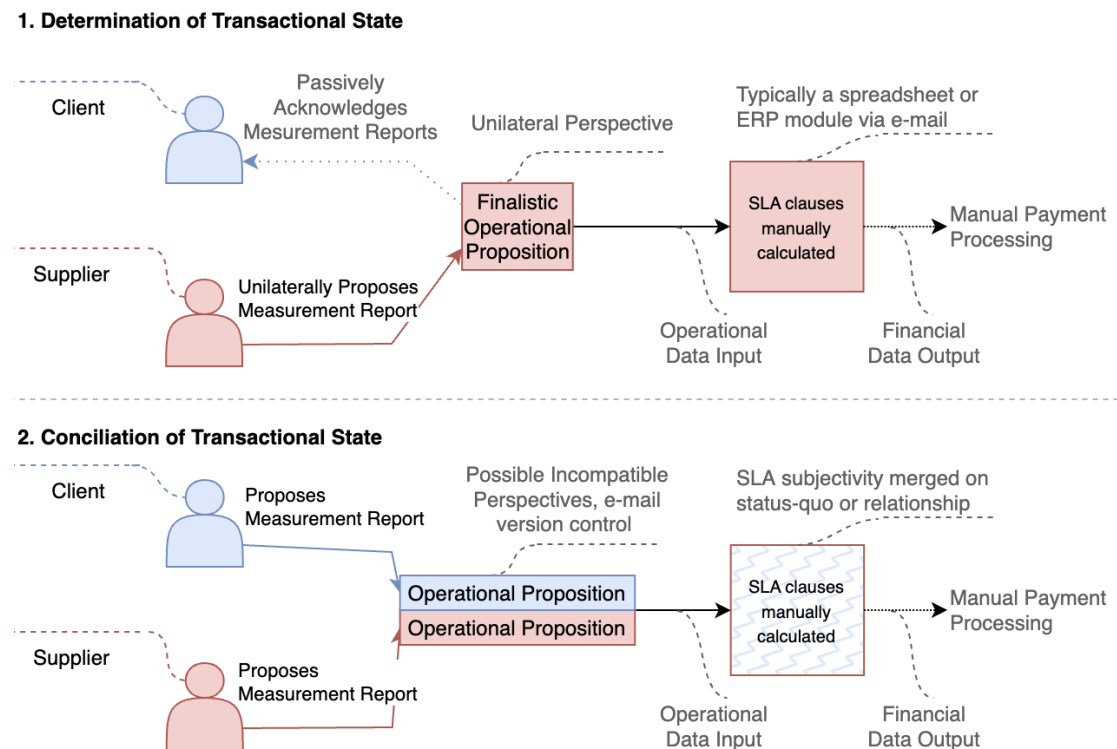 1. Determination of Transactional State
Client
Passively
Acknowledges
Mesurement Reports
Unilateral Perspective
Typically a spreadsheet or
ERP module via e-mail
Finalistic
Operational
Proposition
SLA clauses
manually
calculated
Manual Payment
Processing
Supplier
Unilaterally Proposes
Measurement Report
Operational
Data Input
Financial
Data Output
2. Conciliation of Transactional State
Client
Proposes
Measurement Report
Possible Incompatible
Perspectives, e-mail
version control
SLA subjectivity merged on
status-quo or relationship
Operational Proposition
Operational Proposition
SLA clauses
manually
calculated
Manual Payment
Processing
Supplier
Proposes
Measurement Report
Operational
Data Input
Financial
Data Output